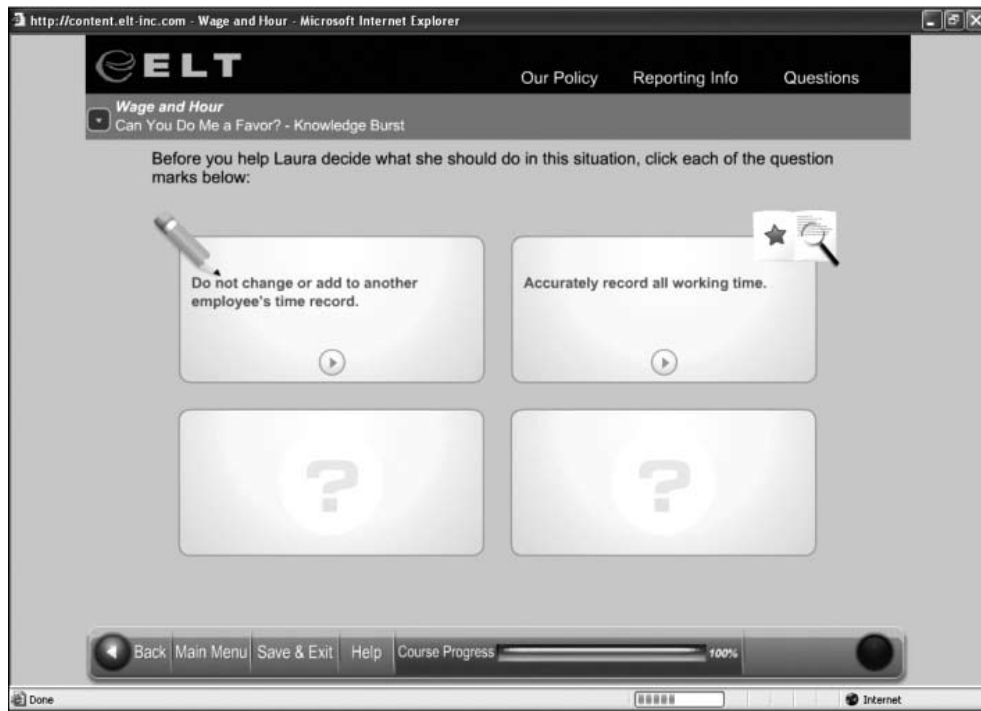 http://content.elt-inc.com - Wage and Hour - Microsoft Internet Explorer
ELT
Our Policy Reporting Info Questions
Wage and Hour
Can You Do Me a Favor? - Knowledge Burst
Before you help Laura decide what she should do in this situation, click each of the question
marks below:
Do not change or add to another
employee's time record.
Accurately record all working time.
?
?
Back Main Menu Save & Exit Help Course Progress 100%
Done Internet